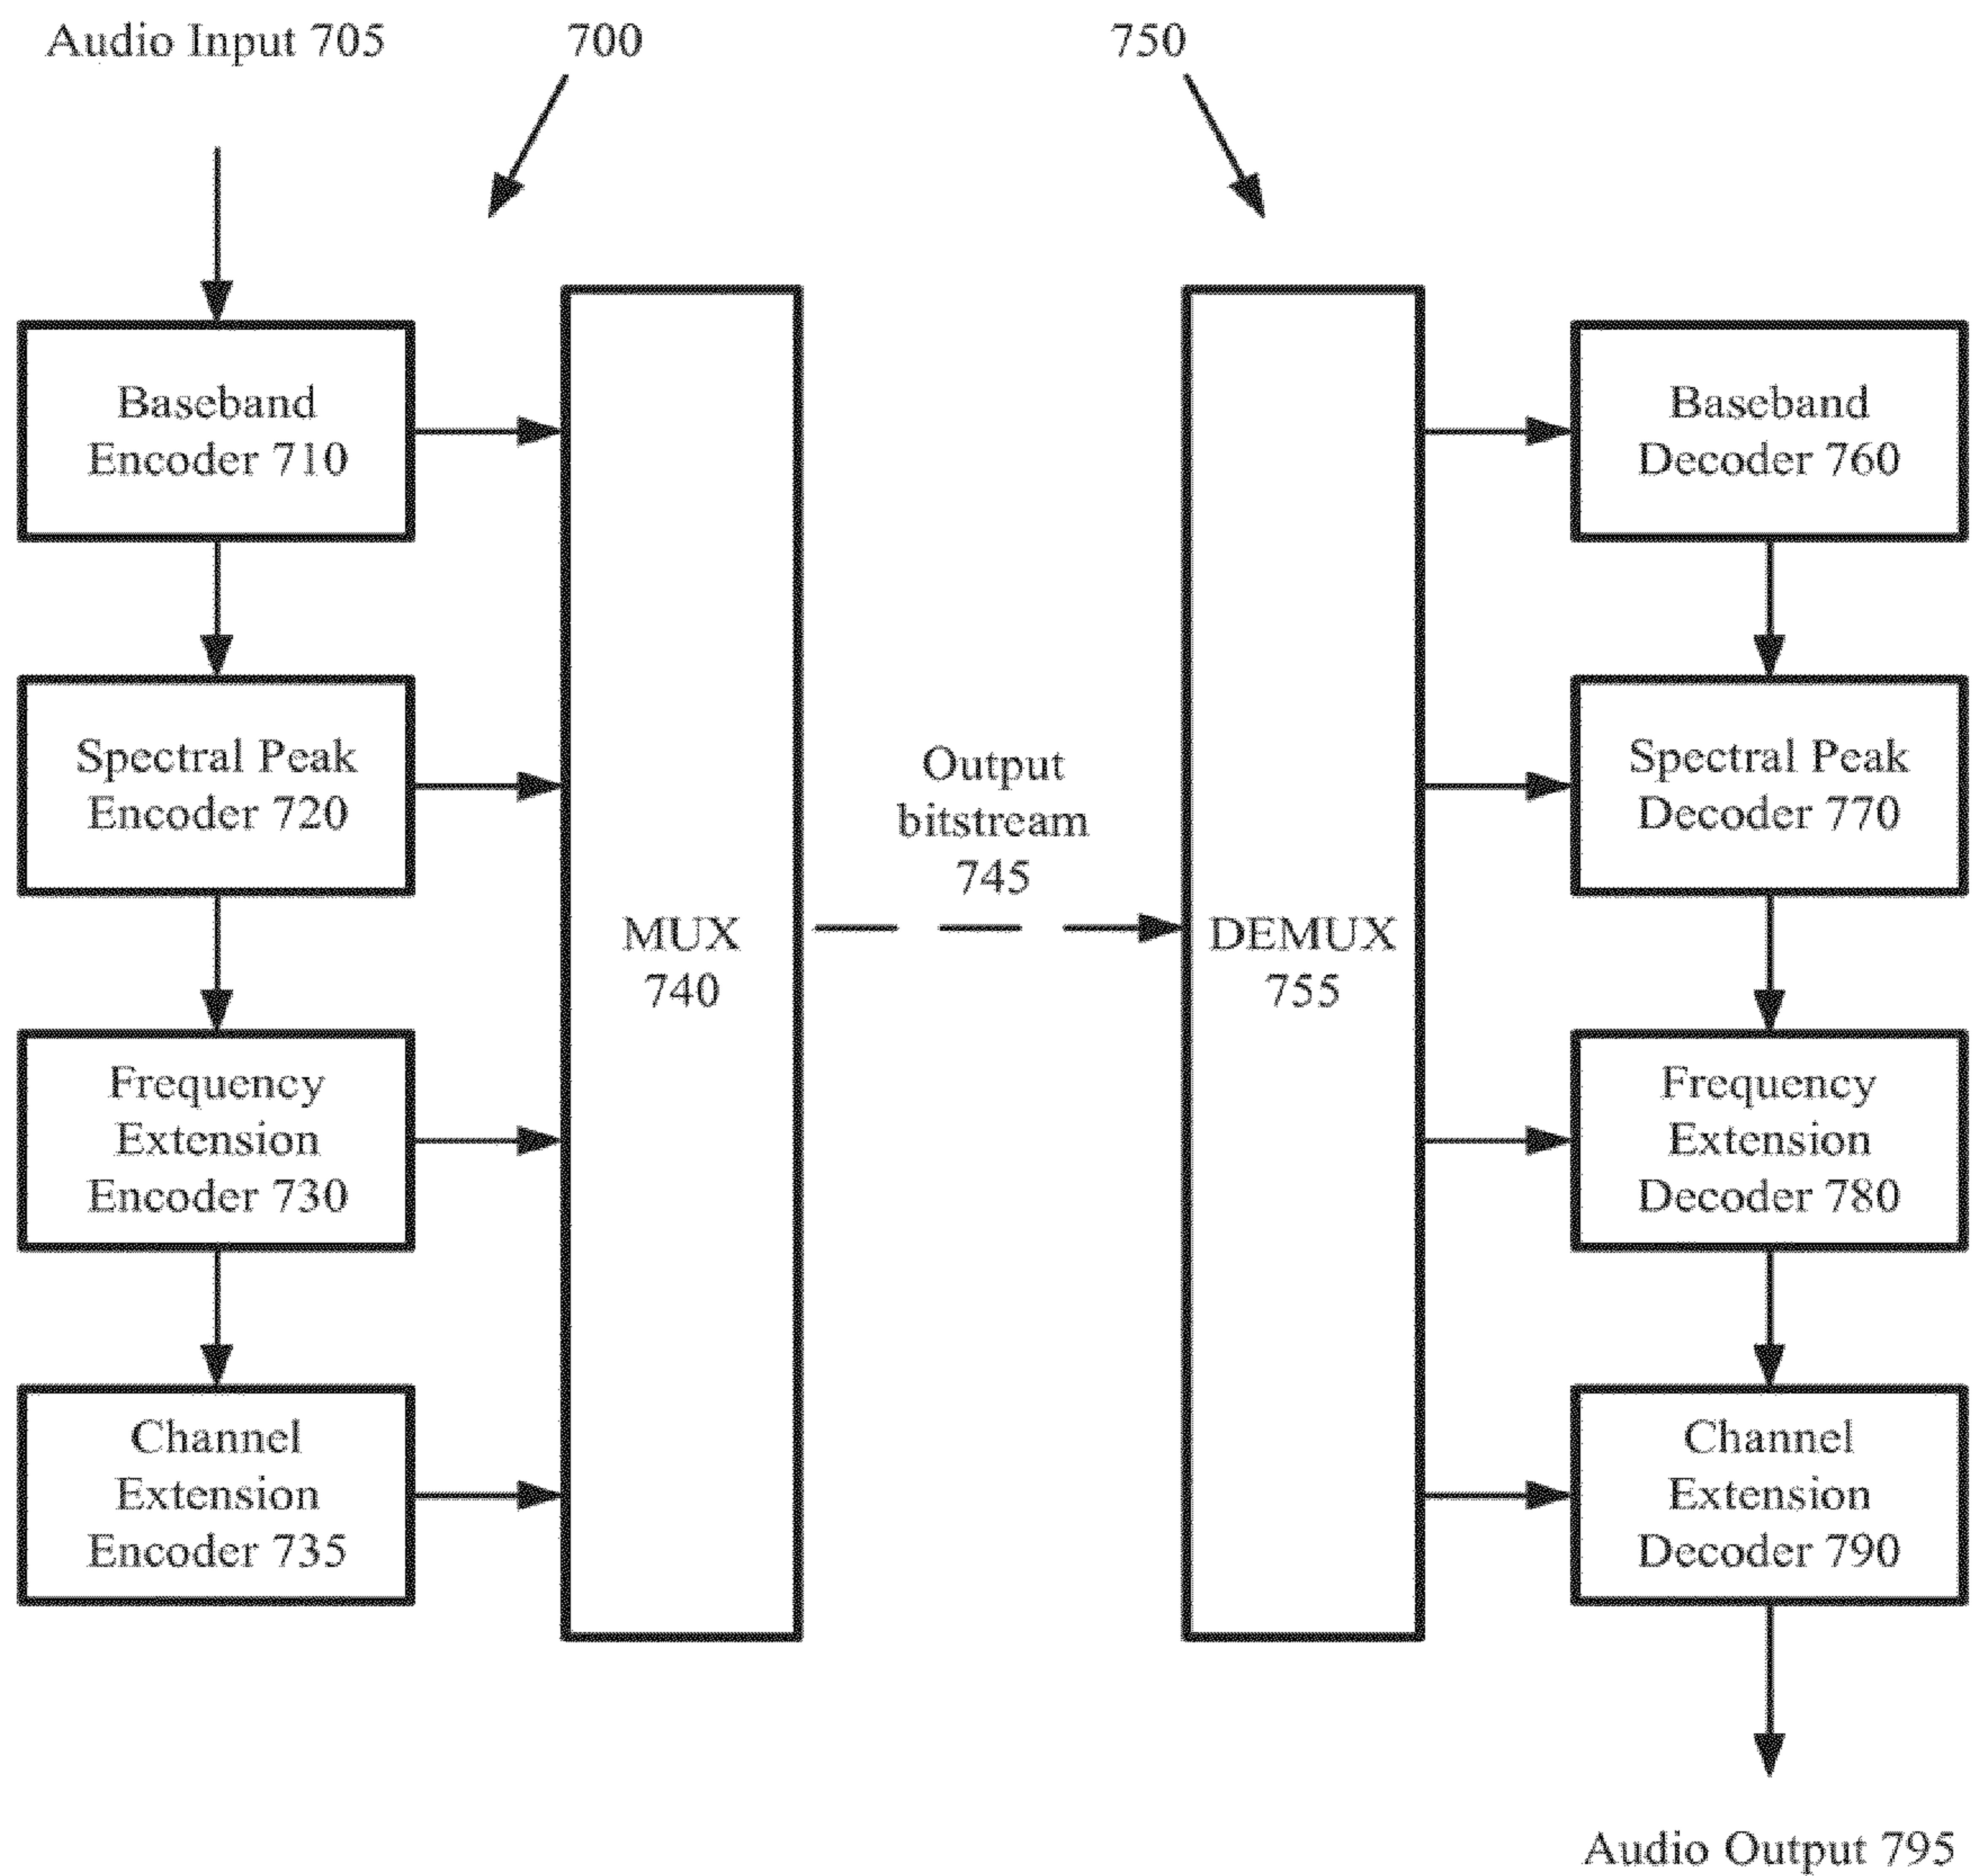 Audio Input 705
700
750
Baseband
Encoder 710
Spectral Peak
Encoder 720
Frequency
Extension
Encoder 730
Channel
Extension
Encoder 735
MUX
740
Output
bitstream
745
DEMUX
755
Baseband
Decoder 760
Spectral Peak
Decoder 770
Frequency
Extension
Decoder 780
Channel
Extension
Decoder 790
Audio Output 795